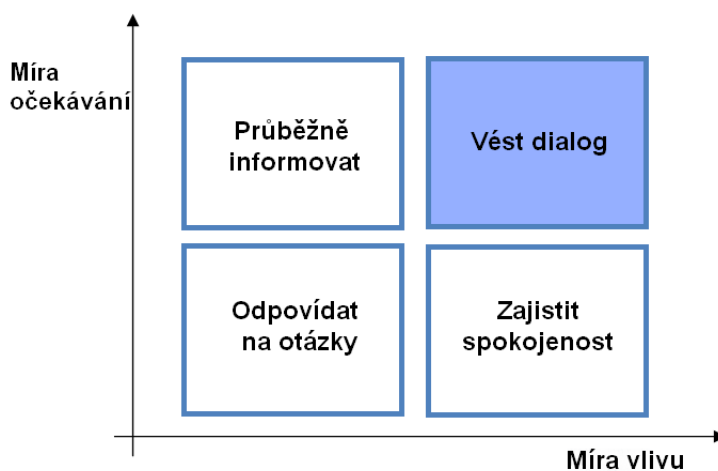 Míra
očekávání
Průběžně
informovat
Vést dialog
Odpovídat
na otázky
Zajistit
spokojenost
Míra vlivu